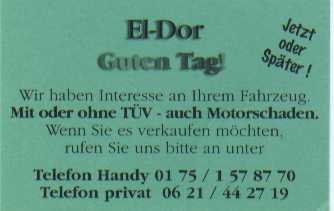 El-Dor
Jetzt
oder
Später !
Guten Tag!
Wir haben Interesse an Ihrem Fahrzeug.
Mit oder ohne TÜV - auch Motorschaden.
Wenn Sie es verkaufen möchten,
rufen Sie uns bitte an unter
Telefon Handy 01 75 / 1 57 87 70
Telefon privat 06 21 / 44 27 19